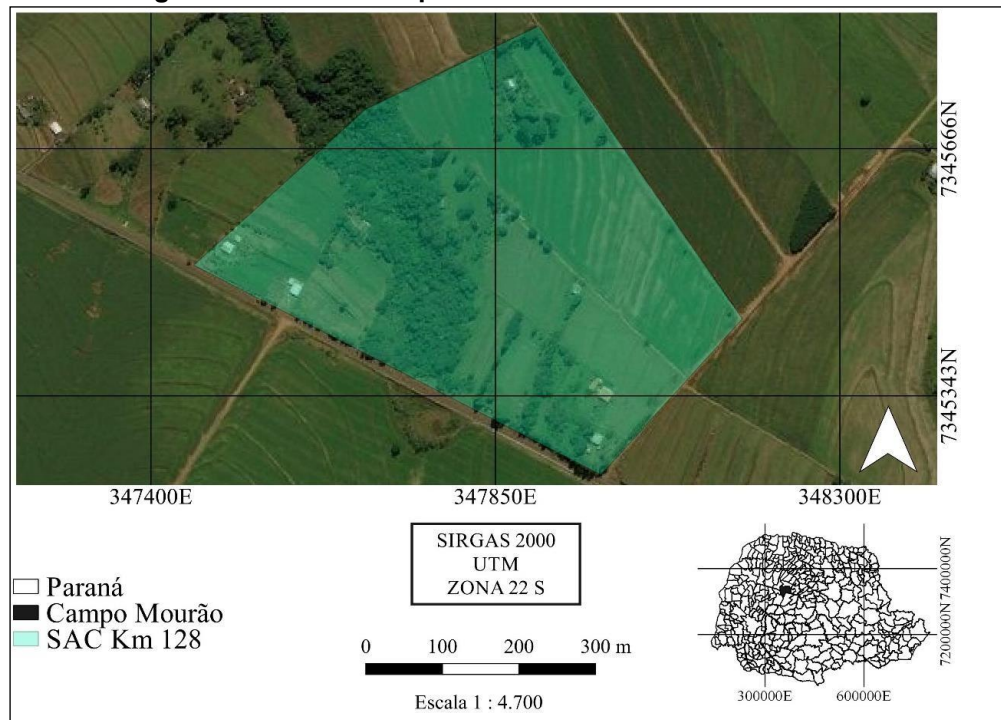 7345666N
7345343N
347400E
347850E
348300E
SIRGAS 2000
UTM
ZONA 22 S
Paraná
Campo Mourão
SAC Km 128
0
100
200
300 m
Escala 1 : 4.700
7400000N
7200000N
300000E
600000E